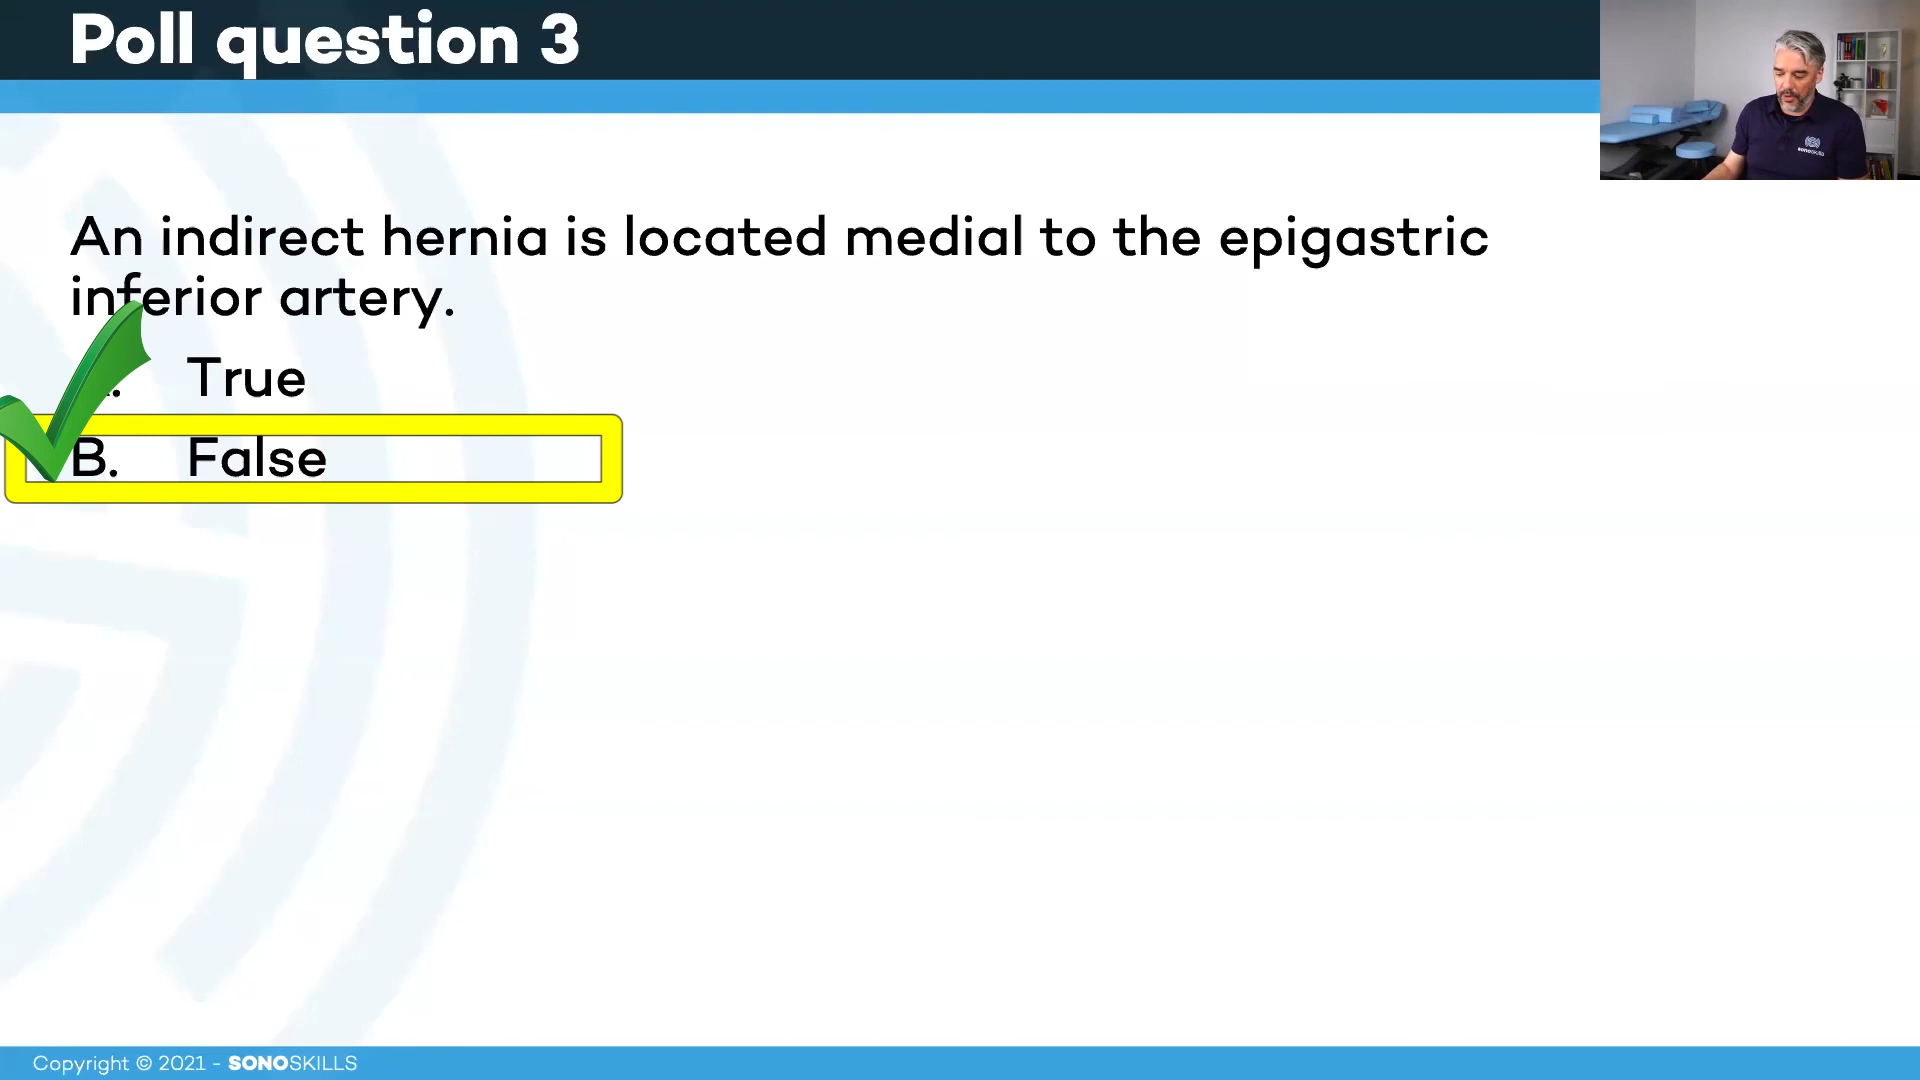 Poll question 3
An indirect hernia is located medial to the epigastric
inferior artery.
True
B. False
Copyright © 2021 - SONOSKILLS